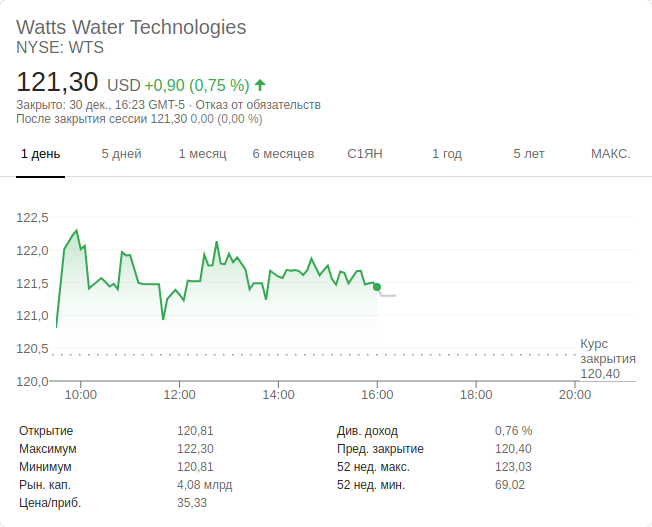 Watts Water Technologies
NYSE: WTS
121,30 USD +0,90 (0,75 %)
Закрыто: 30 дек., 16:23 GMT-5 · Отказ от обязательств
После закрытия сессии 121,30 0,00 (0,00 %)
1 день 5 дней 1 месяц 6 месяцев С1ЯН 1 год 5 лет МАКС.
122,5
122,0
121,5
121,0
120,5
120,0
Курс
закрытия
120,40
10:00 12:00 14:00 16:00 18:00 20:00
Открытие 120,81 Див. доход 0,76 %
Максимум 122,30 Пред. закрытие 120,40
Минимум 120,81 52 нед. макс. 123,03
Рын. кап. 4,08 млрд 52 нед. мин. 69,02
Цена/приб. 35,33